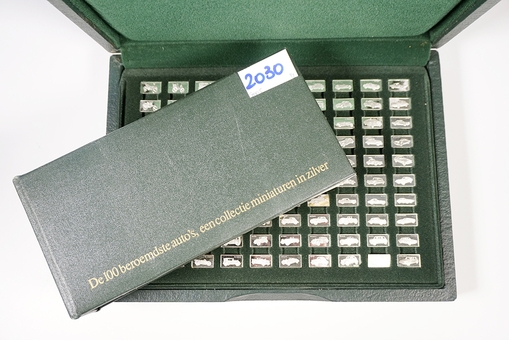 2030
De 100 beroemdste auto's, een collectie miniaturen in zilver